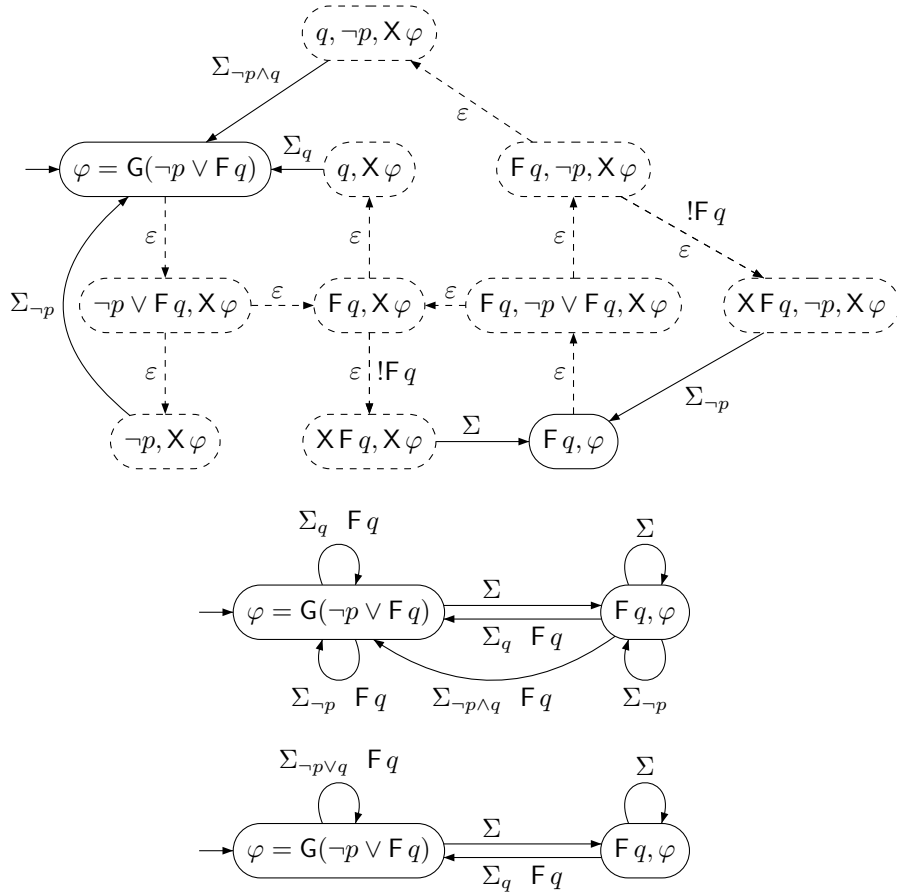 q, ¬p, X φ
Σ¬p∧q
ε
φ = G(¬p ∨ F q)
Σq
q, X φ
F q, ¬p, X φ
!F q
ε
ε
ε
ε
Σ¬p
¬p ∨ F q, X φ
ε
F q, X φ
ε
F q, ¬p ∨ F q, X φ
X F q, ¬p, X φ
ε
ε
!F q
ε
Σ¬p
¬p, X φ
X F q, X φ
Σ
F q, φ
Σq F q
Σ
φ = G(¬p ∨ F q)
Σ
F q, φ
Σq F q
Σ¬p F q
Σ¬p∧q F q
Σ¬p
Σ¬p∨q F q
Σ
φ = G(¬p ∨ F q)
Σ
F q, φ
Σq F q